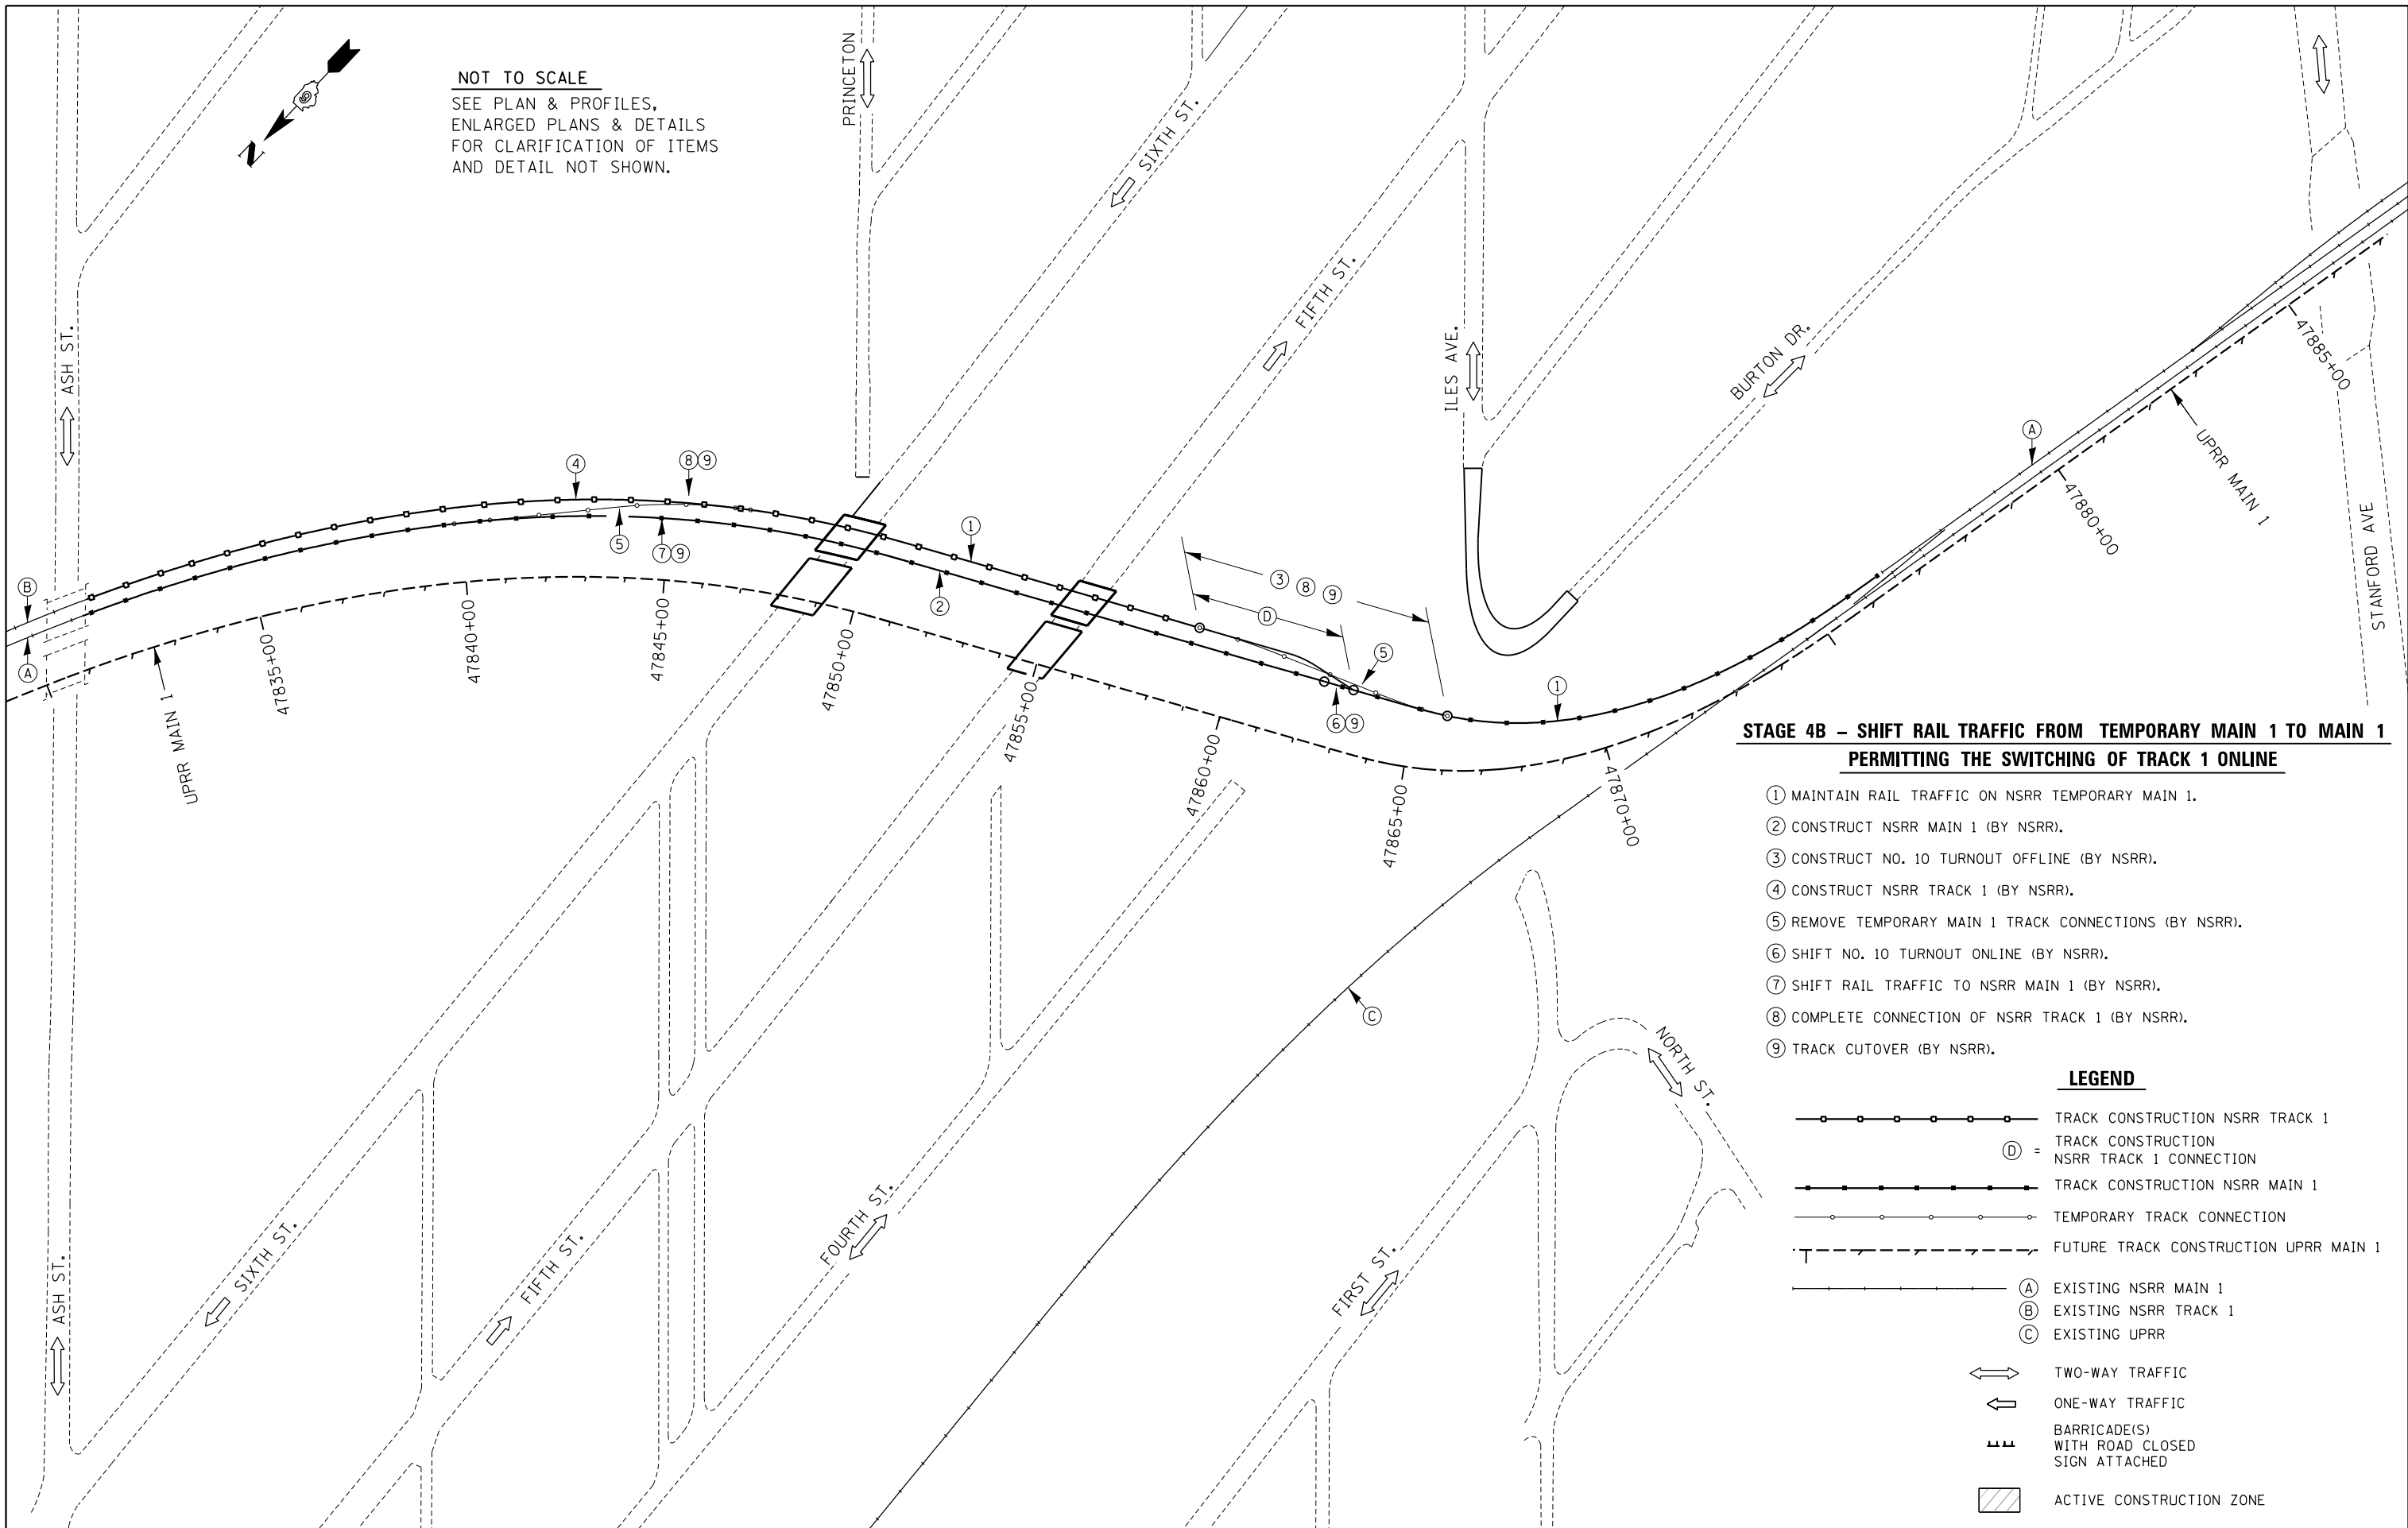 NOT TO SCALE
SEE PLAN & PROFILES,
ENLARGED PLANS & DETAILS
FOR CLARIFICATION OF ITEMS
AND DETAIL NOT SHOWN.
N
PRINCETON
SIXTH ST.
FIFTH ST.
ASH ST.
ILES AVE.
BURTON DR.
47885+00
UPRR MAIN 1
47880+00
STANFORD AVE
A
4
8 9
1
5
7 9
2
3 8 9
D
5
6 9
1
B
A
47835+00
47840+00
47845+00
47850+00
47855+00
47860+00
47865+00
47870+00
UPRR MAIN 1
C
NORTH ST.
ASH ST.
SIXTH ST.
FIFTH ST.
FOURTH ST.
FIRST ST.
STAGE 4B – SHIFT RAIL TRAFFIC FROM TEMPORARY MAIN 1 TO MAIN 1
PERMITTING THE SWITCHING OF TRACK 1 ONLINE
1 MAINTAIN RAIL TRAFFIC ON NSRR TEMPORARY MAIN 1.
2 CONSTRUCT NSRR MAIN 1 (BY NSRR).
3 CONSTRUCT NO. 10 TURNOUT OFFLINE (BY NSRR).
4 CONSTRUCT NSRR TRACK 1 (BY NSRR).
5 REMOVE TEMPORARY MAIN 1 TRACK CONNECTIONS (BY NSRR).
6 SHIFT NO. 10 TURNOUT ONLINE (BY NSRR).
7 SHIFT RAIL TRAFFIC TO NSRR MAIN 1 (BY NSRR).
8 COMPLETE CONNECTION OF NSRR TRACK 1 (BY NSRR).
9 TRACK CUTOVER (BY NSRR).
LEGEND
TRACK CONSTRUCTION NSRR TRACK 1
D = TRACK CONSTRUCTION
NSRR TRACK 1 CONNECTION
TRACK CONSTRUCTION NSRR MAIN 1
TEMPORARY TRACK CONNECTION
FUTURE TRACK CONSTRUCTION UPRR MAIN 1
A EXISTING NSRR MAIN 1
B EXISTING NSRR TRACK 1
C EXISTING UPRR
TWO-WAY TRAFFIC
ONE-WAY TRAFFIC
BARRICADE(S)
WITH ROAD CLOSED
SIGN ATTACHED
ACTIVE CONSTRUCTION ZONE